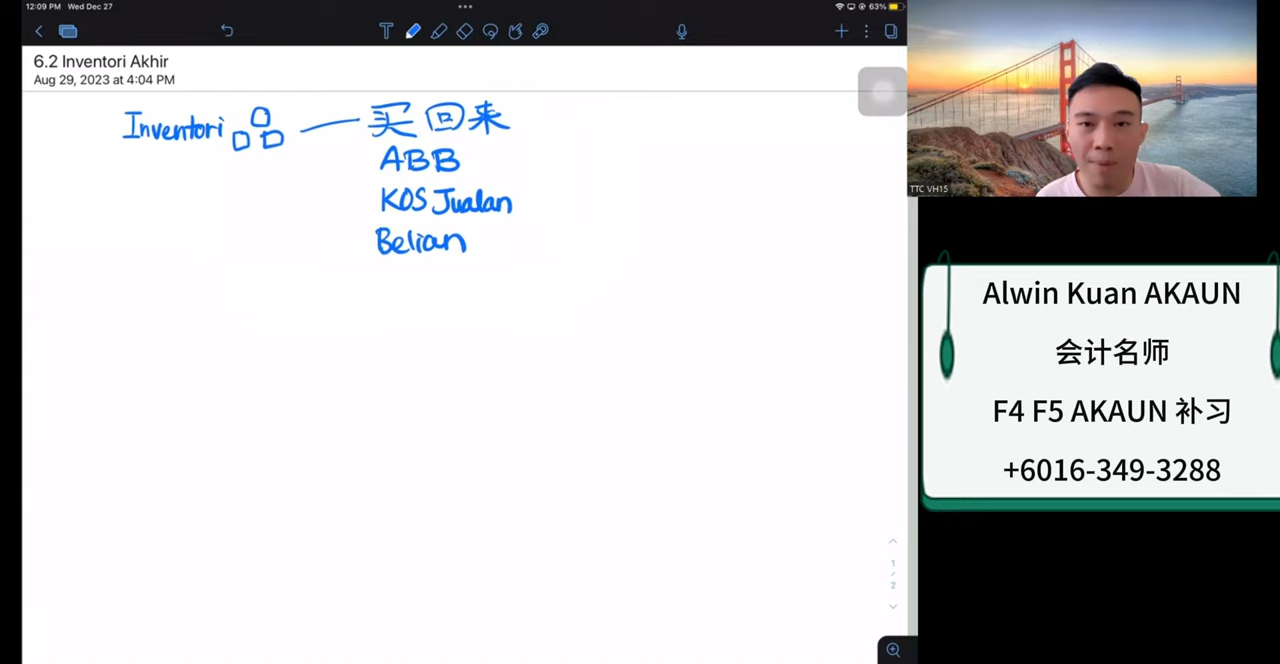 12:09 PM Wed Dec 27
63%
6.2 Inventori Akhir
Aug 29, 2023 at 4:04 PM
Inventori 买回来
ABB
Kos Jualan
Belian
1
2
TTC VH15
Alwin Kuan AKAUN
会计名师
F4 F5 AKAUN 补习
+6016-349-3288